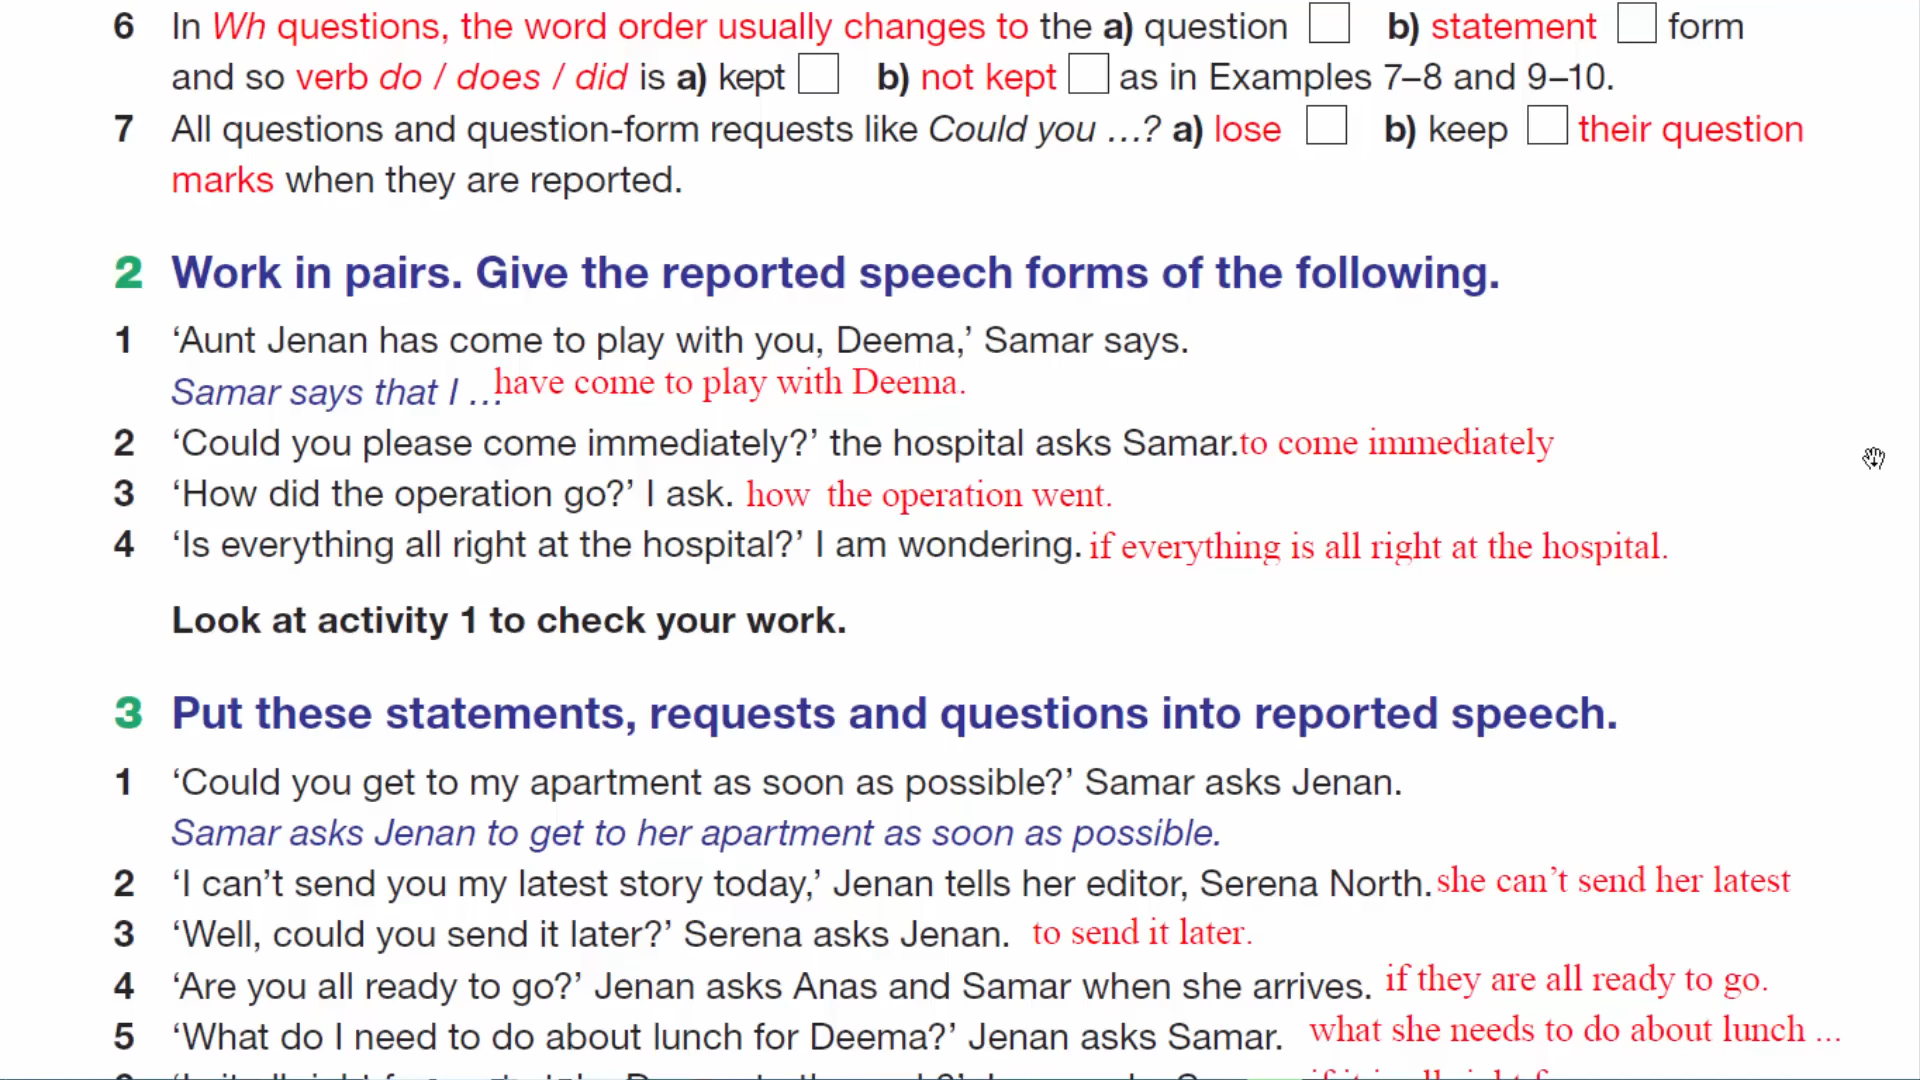 6 In Wh questions, the word order usually changes to the a) question b) statement form
and so verb do / does / did is a) kept b) not kept as in Examples 7–8 and 9–10.
7 All questions and question-form requests like Could you …? a) lose b) keep their question
marks when they are reported.
2 Work in pairs. Give the reported speech forms of the following.
1 ‘Aunt Jenan has come to play with you, Deema,’ Samar says.
Samar says that I … have come to play with Deema.
2 ‘Could you please come immediately?’ the hospital asks Samar. to come immediately
3 ‘How did the operation go?’ I ask. how the operation went.
4 ‘Is everything all right at the hospital?’ I am wondering. if everything is all right at the hospital.
Look at activity 1 to check your work.
3 Put these statements, requests and questions into reported speech.
1 ‘Could you get to my apartment as soon as possible?’ Samar asks Jenan.
Samar asks Jenan to get to her apartment as soon as possible.
2 ‘I can’t send you my latest story today,’ Jenan tells her editor, Serena North. she can’t send her latest
3 ‘Well, could you send it later?’ Serena asks Jenan. to send it later.
4 ‘Are you all ready to go?’ Jenan asks Anas and Samar when she arrives. if they are all ready to go.
5 ‘What do I need to do about lunch for Deema?’ Jenan asks Samar. what she needs to do about lunch ...